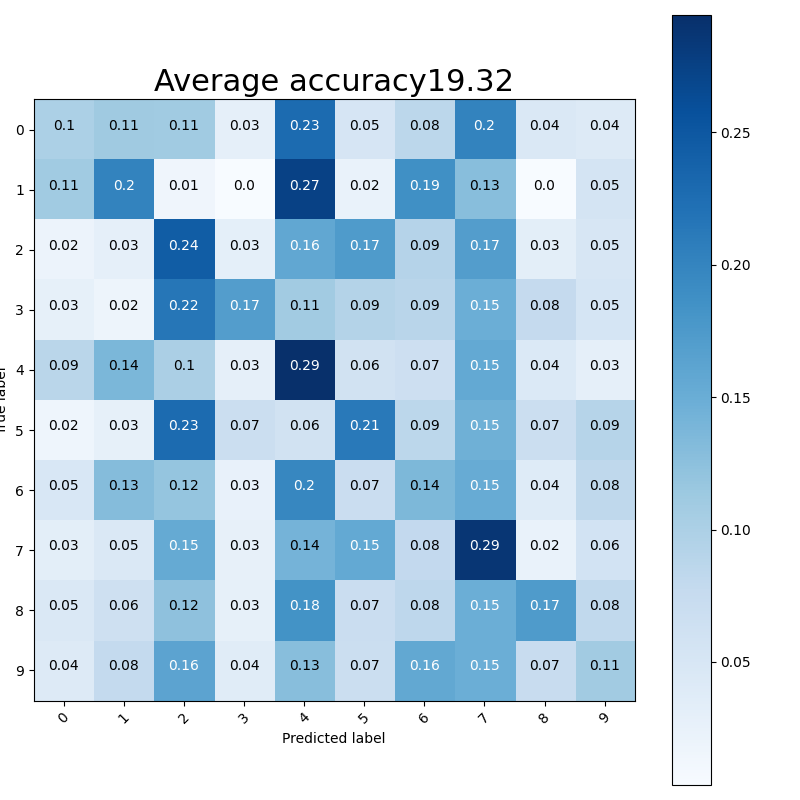 Average accuracy19.32
0 0.1 0.11 0.11 0.03 0.23 0.05 0.08 0.2 0.04 0.04
1 0.11 0.2 0.01 0.0 0.27 0.02 0.19 0.13 0.0 0.05
2 0.02 0.03 0.24 0.03 0.16 0.17 0.09 0.17 0.03 0.05
3 0.03 0.02 0.22 0.17 0.11 0.09 0.09 0.15 0.08 0.05
4 0.09 0.14 0.1 0.03 0.29 0.06 0.07 0.15 0.04 0.03
5 0.02 0.03 0.23 0.07 0.06 0.21 0.09 0.15 0.07 0.09
6 0.05 0.13 0.12 0.03 0.2 0.07 0.14 0.15 0.04 0.08
7 0.03 0.05 0.15 0.03 0.14 0.15 0.08 0.29 0.02 0.06
8 0.05 0.06 0.12 0.03 0.18 0.07 0.08 0.15 0.17 0.08
9 0.04 0.08 0.16 0.04 0.13 0.07 0.16 0.15 0.07 0.11
0 1 2 3 4 5 6 7 8 9
Predicted label
label
0.25
0.20
0.15
0.10
0.05